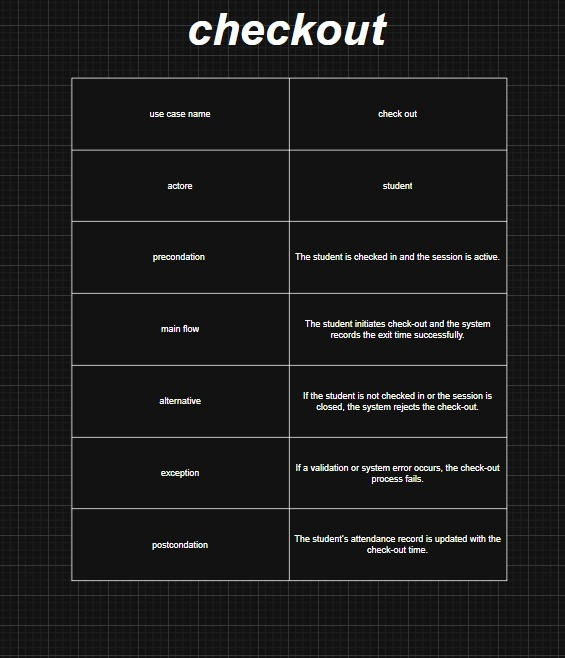 checkout
use case name
check out
actore
student
precondation
The student is checked in and the session is active.
main flow
The student initiates check-out and the system
records the exit time successfully.
alternative
If the student is not checked in or the session is
closed, the system rejects the check-out.
exception
If a validation or system error occurs, the check-out
process fails.
postcondation
The student's attendance record is updated with the
check-out time.